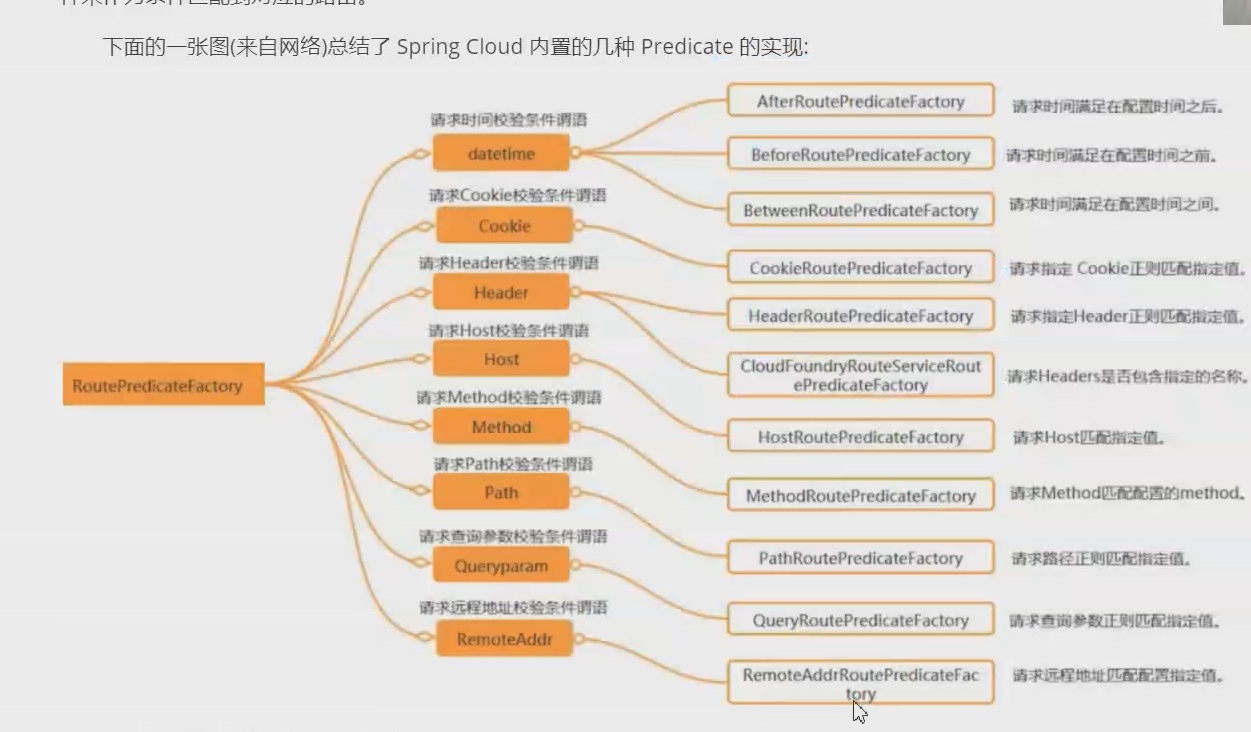 件来作为条件匹配到对应的路由。
下面的一张图(来自网络)总结了 Spring Cloud 内置的几种 Predicate 的实现:
RoutePredicateFactory
请求时间校验条件谓语
datetime
AfterRoutePredicateFactory
请求时间满足在配置时间之后。
BeforeRoutePredicateFactory
请求时间满足在配置时间之前。
BetweenRoutePredicateFactory
请求时间满足在配置时间之间。
请求Cookie校验条件谓语
Cookie
CookieRoutePredicateFactory
请求指定 Cookie正则匹配指定值。
请求Header校验条件谓语
Header
HeaderRoutePredicateFactory
请求指定Header正则匹配指定值。
CloudFoundryRouteServiceRout
ePredicateFactory
请求Headers是否包含指定的名称。
请求Host校验条件谓语
Host
HostRoutePredicateFactory
请求Host匹配指定值。
请求Method校验条件谓语
Method
MethodRoutePredicateFactory
请求Method匹配配置的method。
请求Path校验条件谓语
Path
PathRoutePredicateFactory
请求路径正则匹配指定值。
请求查询参数校验条件谓语
Queryparam
QueryRoutePredicateFactory
请求查询参数正则匹配指定值。
请求远程地址校验条件谓语
RemoteAddr
RemoteAddrRoutePredicateFac
tory
请求远程地址匹配配置指定值。